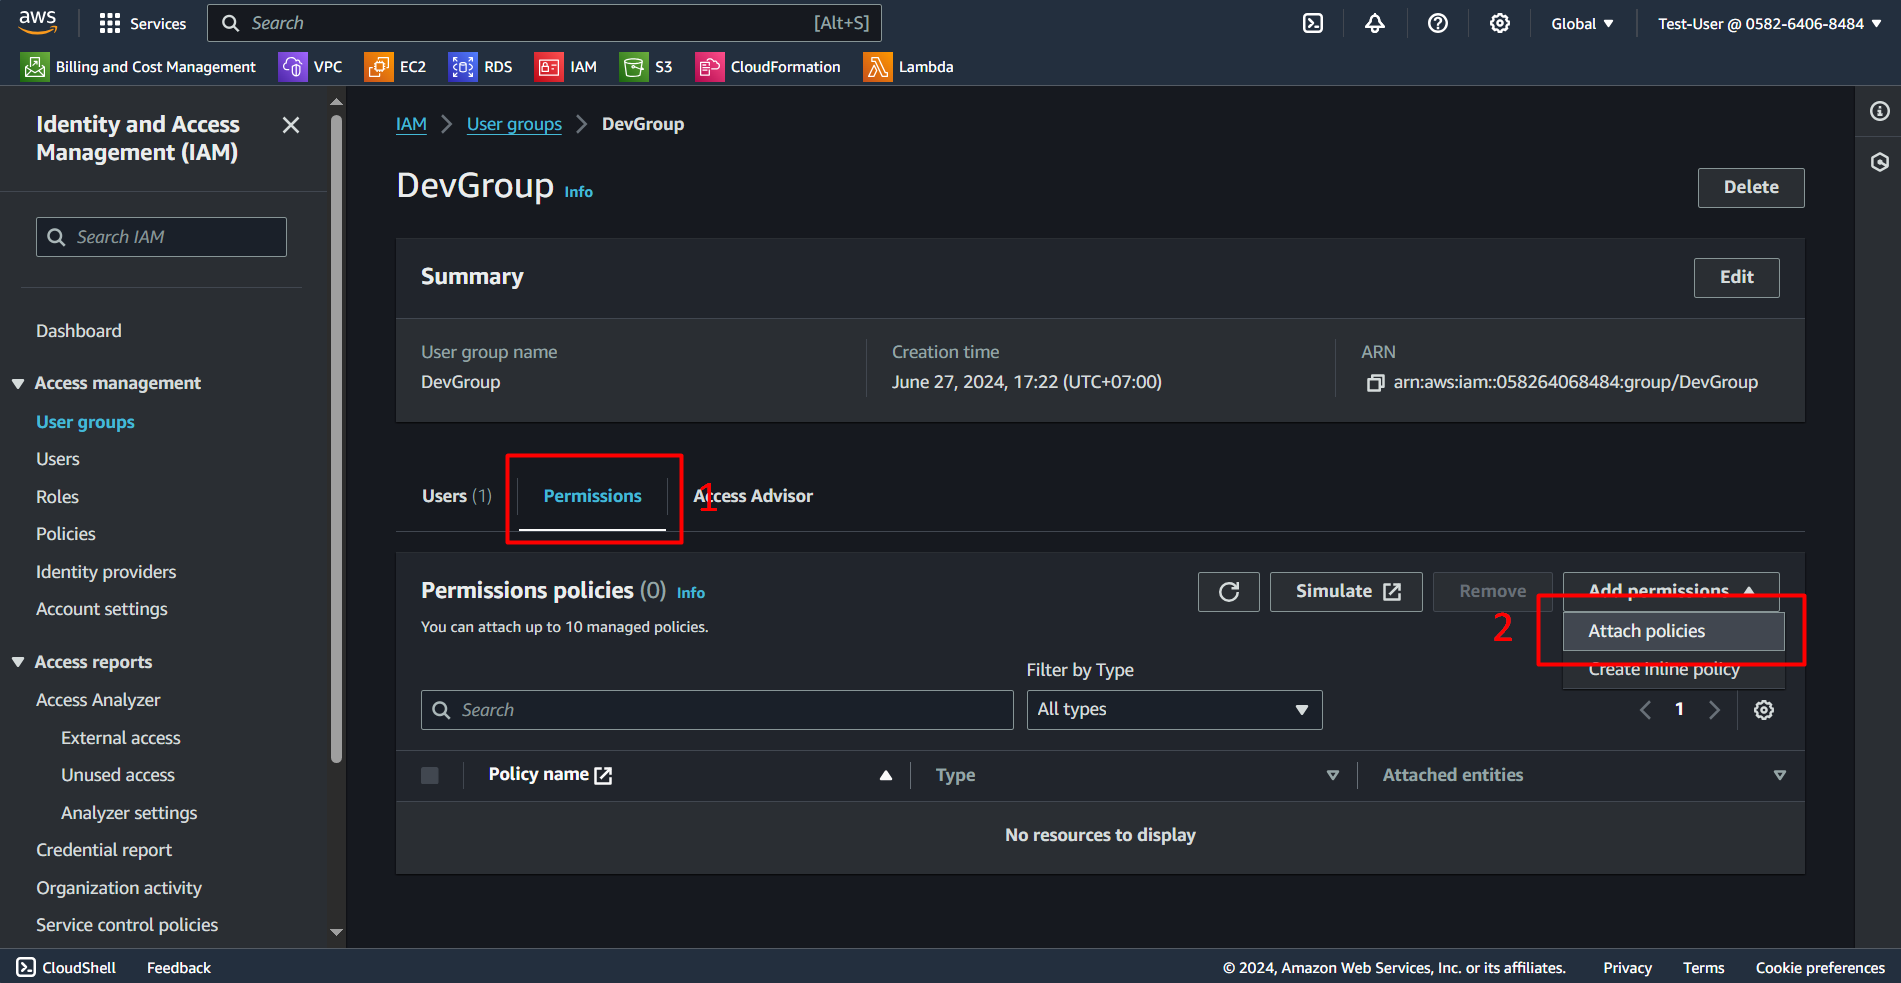 aws
Services
Search
[Alt+S]
Global
Test-User @ 0582-6406-8484
Billing and Cost Management
VPC
EC2
RDS
IAM
S3
CloudFormation
Lambda
Identity and Access
Management (IAM)
Search IAM
Dashboard
Access management
User groups
Users
Roles
Policies
Identity providers
Account settings
Access reports
Access Analyzer
External access
Unused access
Analyzer settings
Credential report
Organization activity
Service control policies
IAM
User groups
DevGroup
DevGroup Info
Delete
Summary
Edit
User group name
DevGroup
Creation time
June 27, 2024, 17:22 (UTC+07:00)
ARN
arn:aws:iam::058264068484:group/DevGroup
Users (1)
Permissions
1
Access Advisor
Permissions policies (0) Info
You can attach up to 10 managed policies.
Simulate
Remove
Add permissions
2
Attach policies
Create inline policy
Filter by Type
Search
All types
1
Policy name
Type
Attached entities
No resources to display
CloudShell
Feedback
© 2024, Amazon Web Services, Inc. or its affiliates.
Privacy
Terms
Cookie preferences